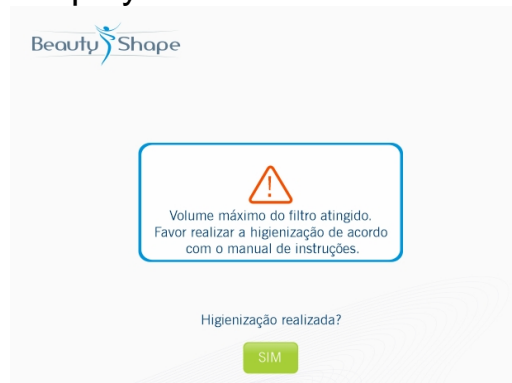 Beauty Shape
Volume máximo do filtro atingido.
Favor realizar a higienização de acordo
com o manual de instruções.
Higienização realizada?
SIM